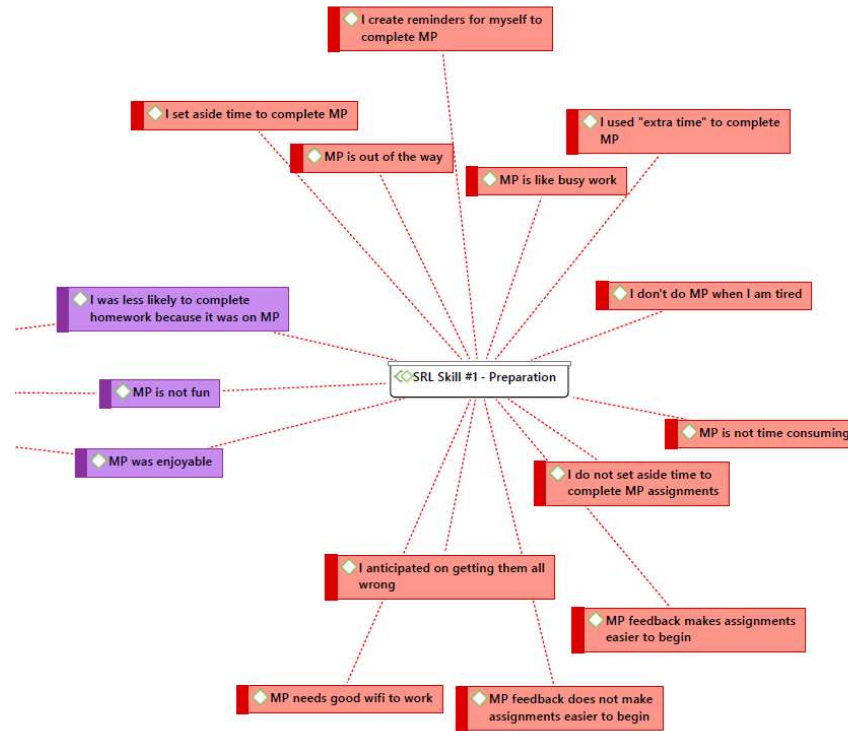 I create reminders for myself to
complete MP
I set aside time to complete MP
I used "extra time" to complete
MP
MP is out of the way
MP is like busy work
I don't do MP when I am tired
I was less likely to complete
homework because it was on MP
SRL Skill #1 - Preparation
MP is not fun
MP is not time consuming
MP was enjoyable
I do not set aside time to
complete MP assignments
I anticipated on getting them all
wrong
MP feedback makes assignments
easier to begin
MP needs good wifi to work
MP feedback does not make
assignments easier to begin